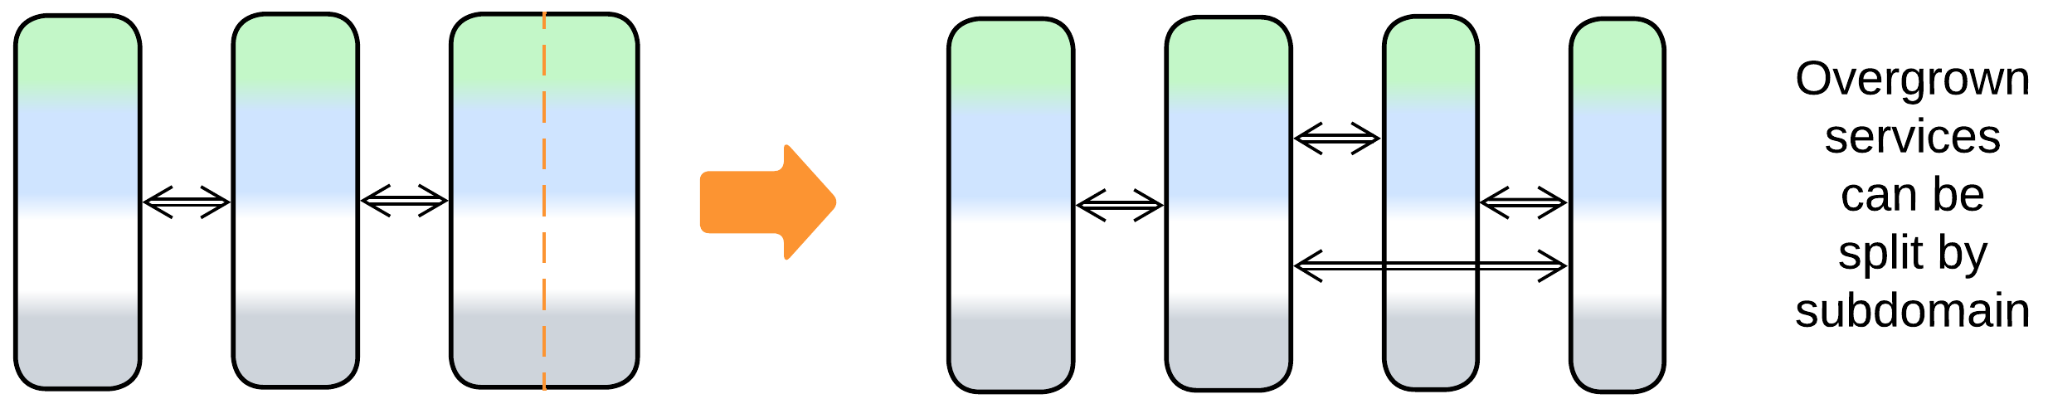 Overgrown
services
can be
split by
subdomain